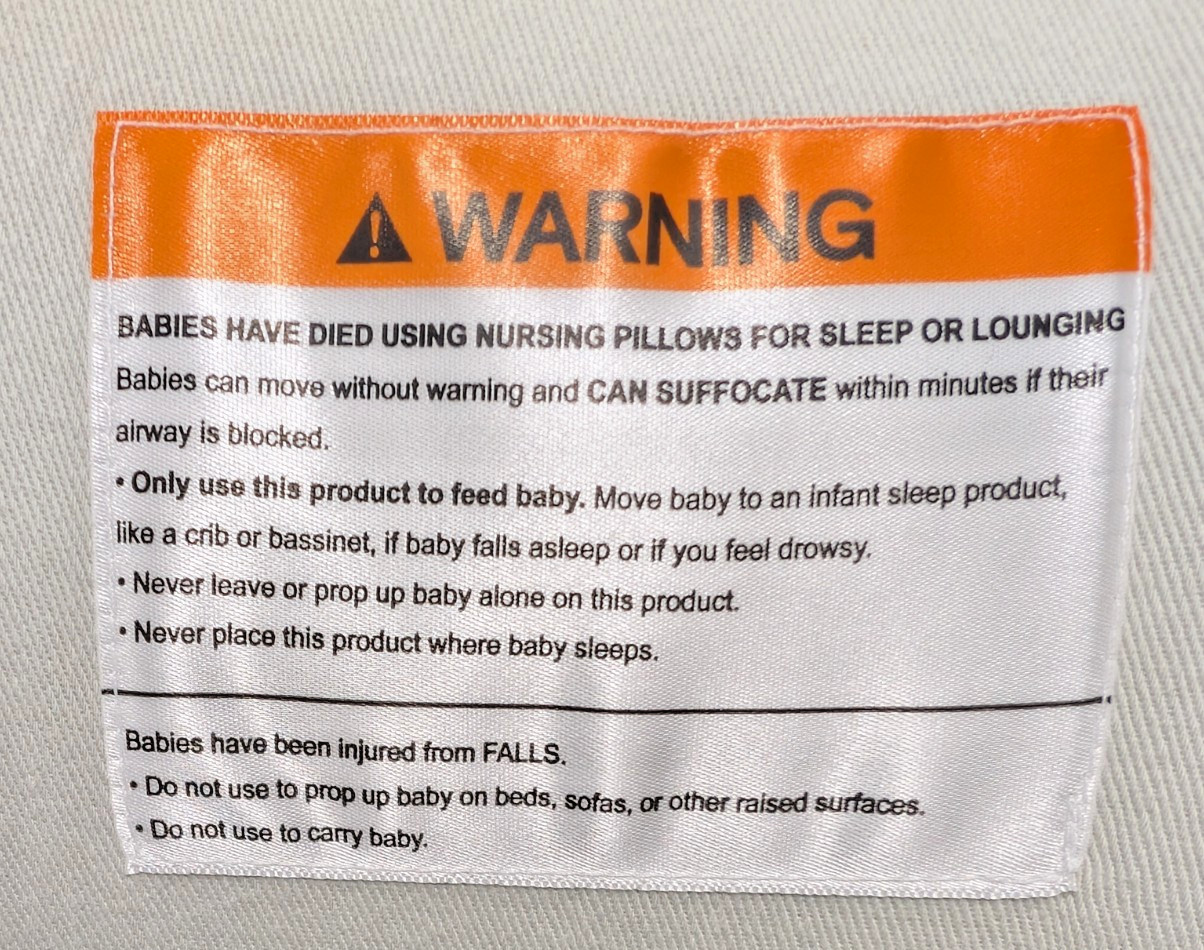 ⚠ WARNING
BABIES HAVE DIED USING NURSING PILLOWS FOR SLEEP OR LOUNGING
Babies can move without warning and CAN SUFFOCATE within minutes if their
airway is blocked.
• Only use this product to feed baby. Move baby to an infant sleep product,
like a crib or bassinet, if baby falls asleep or if you feel drowsy.
• Never leave or prop up baby alone on this product.
• Never place this product where baby sleeps.
Babies have been injured from FALLS.
• Do not use to prop up baby on beds, sofas, or other raised surfaces.
• Do not use to carry baby.